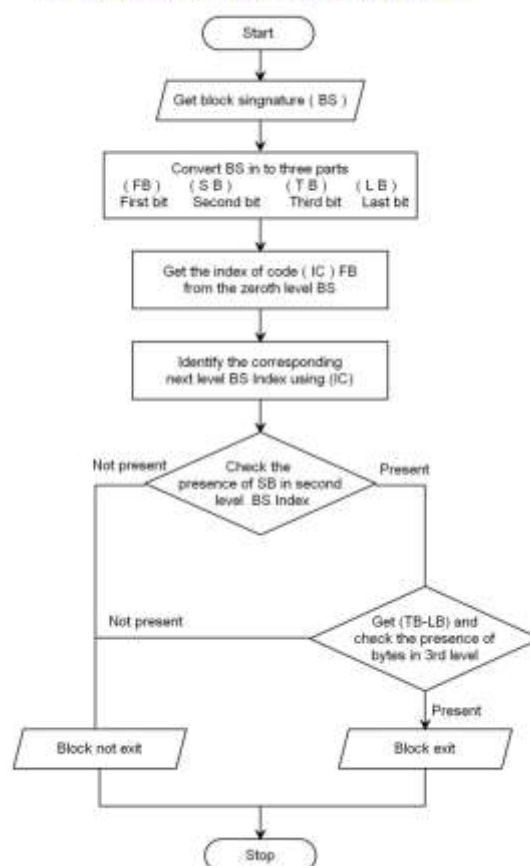 Start
Get block singnature ( BS )
Convert BS in to three parts
( FB ) ( S B ) ( T B ) ( L B )
First bit Second bit Third bit Last bit
Get the index of code ( IC ) FB
from the zeroth level BS
Identify the corresponding
next level BS Index using (IC)
Not present
Check the
presence of SB in second
level BS Index
Present
Not present
Get (TB-LB) and
check the presence of
bytes in 3rd level
Present
Block not exit
Block exit
Stop